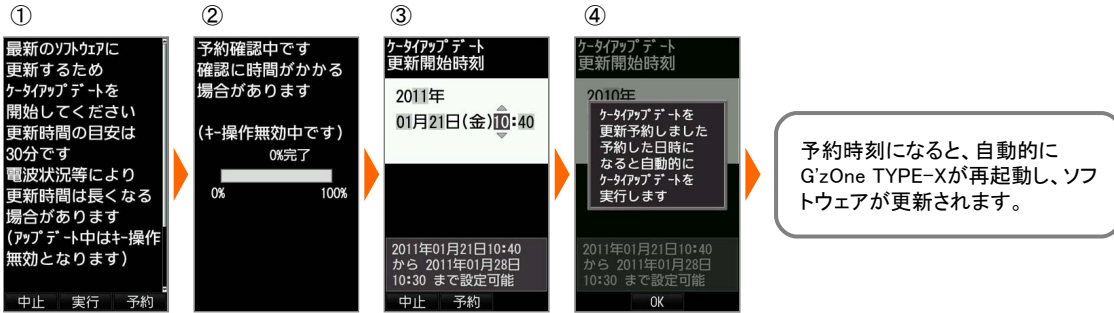 ①
最新のｿﾌﾄｳｪｱに
更新するため
ｹｰﾀｲｱｯﾌﾟﾃﾞｰﾄを
開始してください
更新時間の目安は
30分です
電波状況等により
更新時間は長くなる
場合があります
(ｱｯﾌﾟﾃﾞｰﾄ中はｷｰ操作
無効となります)
中止 実行 予約
②
予約確認中です
確認に時間がかかる
場合があります
(ｷｰ操作無効中です)
0%完了
0% 100%
③
ｹｰﾀｲｱｯﾌﾟﾃﾞｰﾄ
更新開始時刻
2011年
01月21日(金)10:40
2011年01月21日10:40
から 2011年01月28日
10:30 まで設定可能
中止 予約
④
ｹｰﾀｲｱｯﾌﾟﾃﾞｰﾄ
更新開始時刻
2010年
ｹｰﾀｲｱｯﾌﾟﾃﾞｰﾄを
更新予約しました
予約した日時に
なると自動的に
ｹｰﾀｲｱｯﾌﾟﾃﾞｰﾄを
実行します
2011年01月21日10:40
から 2011年01月28日
10:30 まで設定可能
OK
予約時刻になると、自動的に
G'zOne TYPE-Xが再起動し、ソフ
トウェアが更新されます。